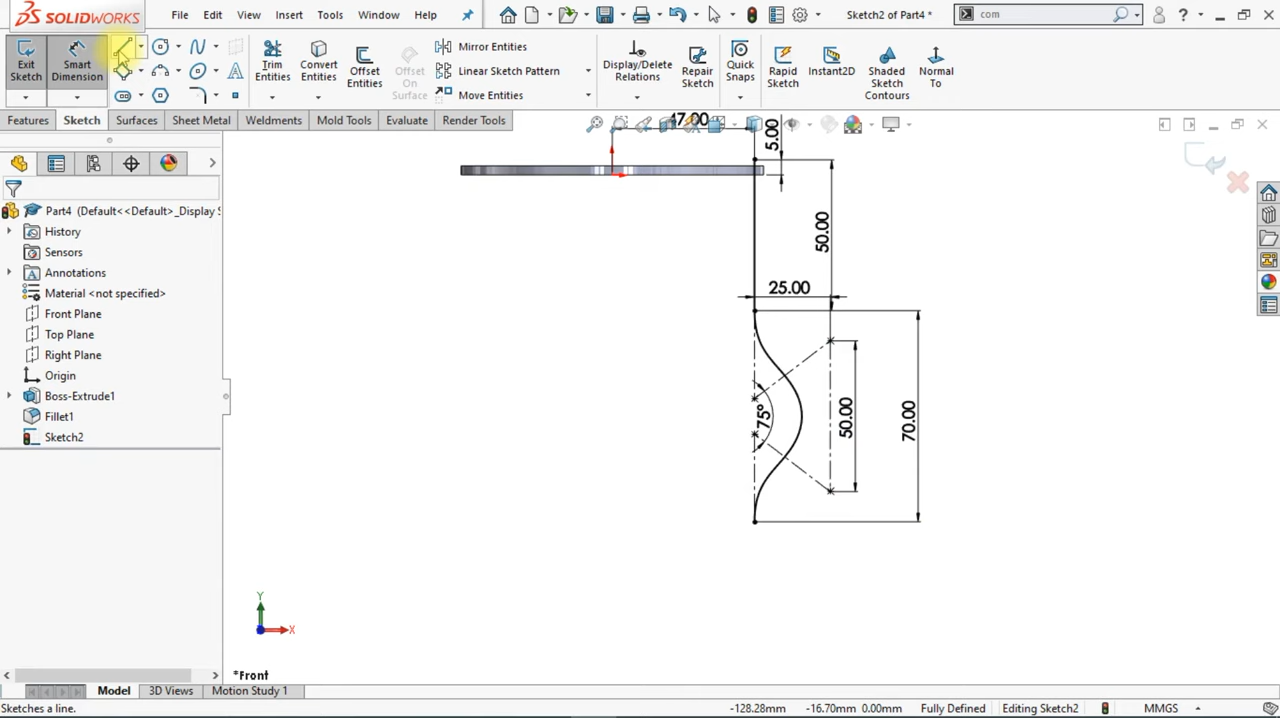 SOLIDWORKS File Edit View Insert Tools Window Help Sketch2 of Part4 * com ?
Exit Sketch Smart Dimension Trim Entities Convert Entities Offset Entities Offset On Surface Mirror Entities Linear Sketch Pattern Move Entities Display/Delete Relations Repair Sketch Quick Snaps Rapid Sketch Instant2D Shaded Sketch Contours Normal To
Features Sketch Surfaces Sheet Metal Weldments Mold Tools Evaluate Render Tools
Part4 (Default<<Default>_Display S
History
Sensors
Annotations
Material <not specified>
Front Plane
Top Plane
Right Plane
Origin
Boss-Extrude1
Fillet1
Sketch2
47.00
5.00
50.00
25.00
75°
50.00
70.00
Y
X
*Front
Model 3D Views Motion Study 1
Sketches a line. -128.28mm -16.70mm 0.00mm Fully Defined Editing Sketch2 MMGS